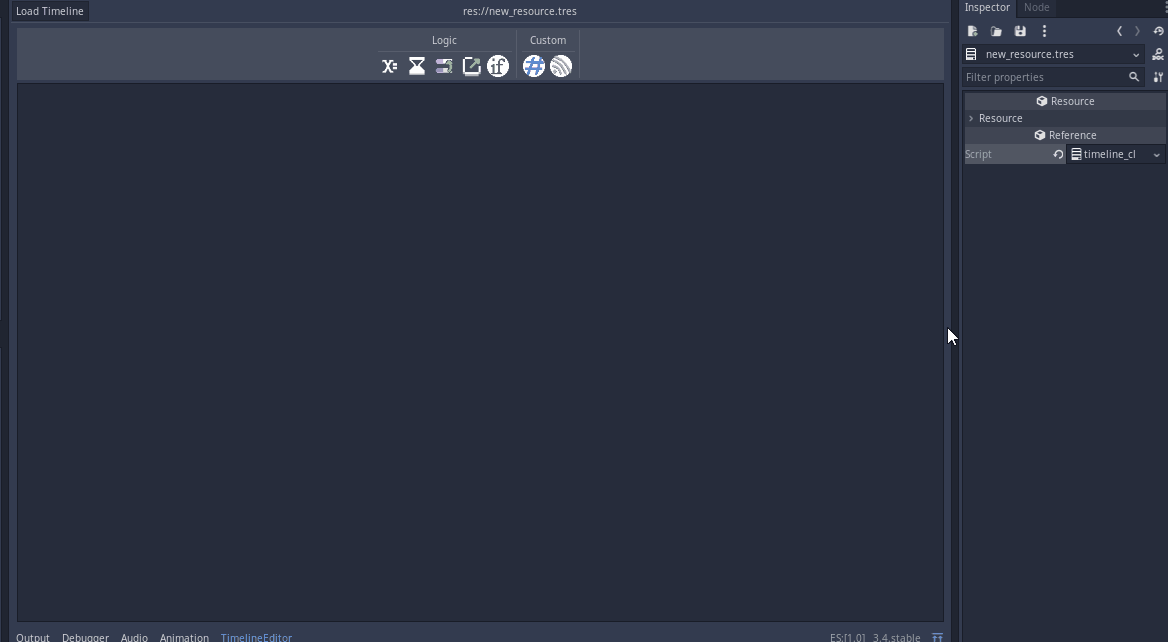 Load Timeline
res://new_resource.tres
Inspector
Node
Logic
Custom
X=
if
#
new_resource.tres
Filter properties
Resource
Resource
Reference
Script
timeline_cl
Output
Debugger
Audio
Animation
TimelineEditor
ES:[1.0]
3.4.stable